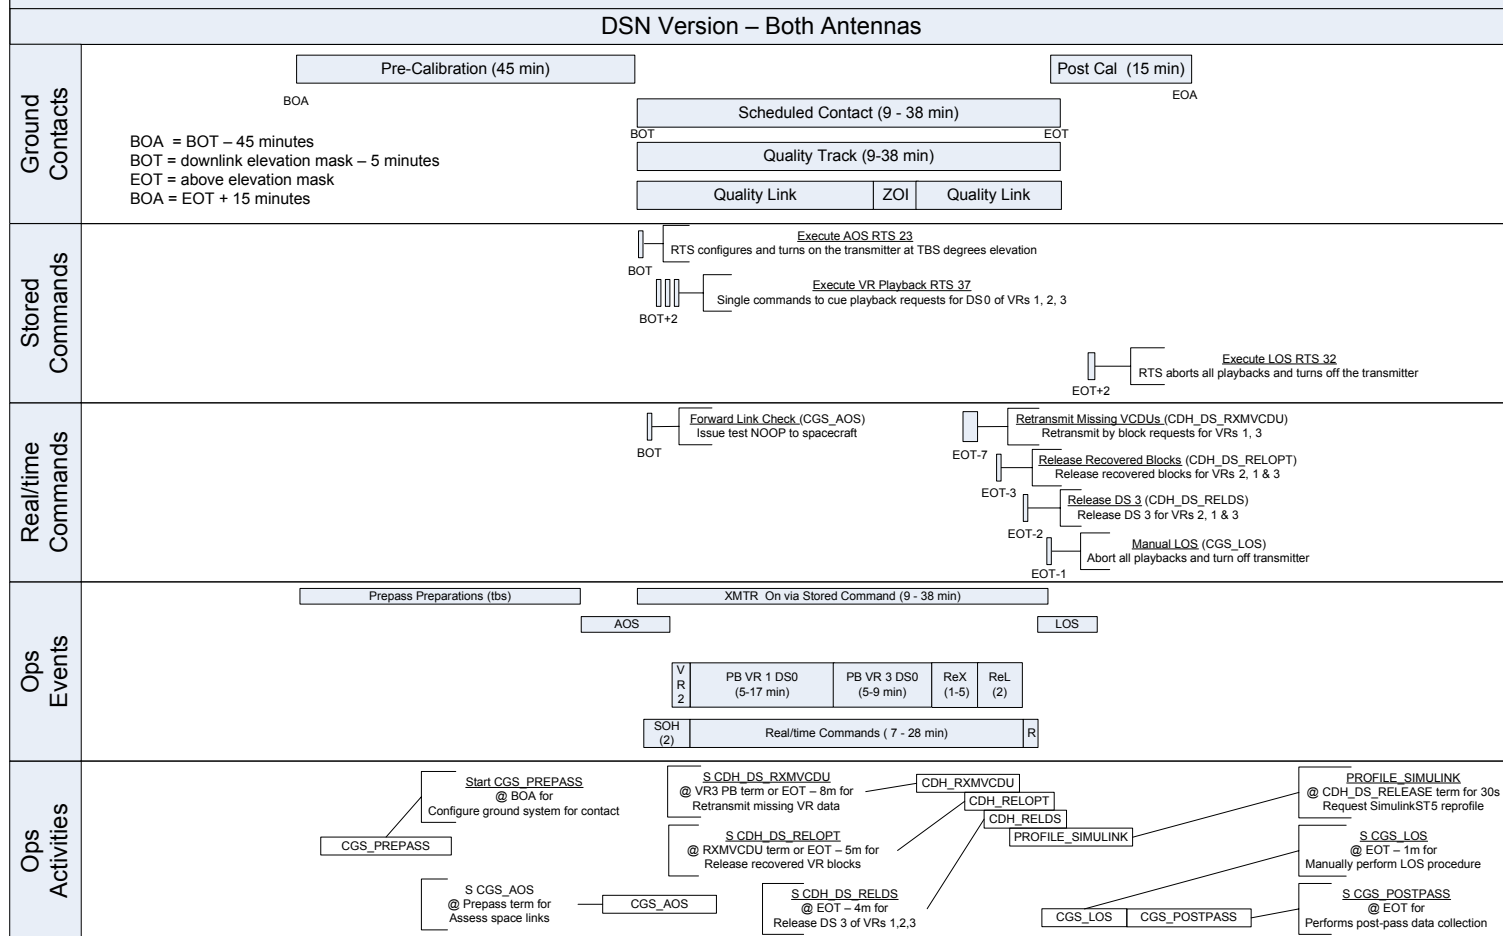 DSN Version – Both Antennas
Ground
Contacts
Pre-Calibration (45 min)
Post Cal (15 min)
BOA
EOA
Scheduled Contact (9 - 38 min)
BOT
EOT
BOA = BOT – 45 minutes
BOT = downlink elevation mask – 5 minutes
EOT = above elevation mask
BOA = EOT + 15 minutes
Quality Track (9-38 min)
Quality Link
ZOI
Quality Link
Stored
Commands
Execute AOS RTS 23
RTS configures and turns on the transmitter at TBS degrees elevation
BOT
Execute VR Playback RTS 37
Single commands to cue playback requests for DS0 of VRs 1, 2, 3
BOT+2
Execute LOS RTS 32
RTS aborts all playbacks and turns off the transmitter
EOT+2
Real/time
Commands
Forward Link Check (CGS_AOS)
Issue test NOOP to spacecraft
BOT
Retransmit Missing VCDUs (CDH_DS_RXMVCDU)
Retransmit by block requests for VRs 1, 3
EOT-7
Release Recovered Blocks (CDH_DS_RELOPT)
Release recovered blocks for VRs 2, 1 & 3
EOT-3
Release DS 3 (CDH_DS_RELDS)
Release DS 3 for VRs 2, 1 & 3
EOT-2
Manual LOS (CGS_LOS)
Abort all playbacks and turn off transmitter
EOT-1
Ops
Events
Prepass Preparations (tbs)
XMTR On via Stored Command (9 - 38 min)
AOS
LOS
V
R
2
PB VR 1 DS0
(5-17 min)
PB VR 3 DS0
(5-9 min)
ReX
(1-5)
ReL
(2)
SOH
(2)
Real/time Commands ( 7 - 28 min)
R
Ops
Activities
Start CGS_PREPASS
@ BOA for
Configure ground system for contact
CGS_PREPASS
S CGS_AOS
@ Prepass term for
Assess space links
CGS_AOS
S CDH_DS_RXMVCDU
@ VR3 PB term or EOT – 8m for
Retransmit missing VR data
S CDH_DS_RELOPT
@ RXMVCDU term or EOT – 5m for
Release recovered VR blocks
S CDH_DS_RELDS
@ EOT – 4m for
Release DS 3 of VRs 1,2,3
CDH_RXMVCDU
CDH_RELOPT
CDH_RELDS
PROFILE_SIMULINK
PROFILE_SIMULINK
@ CDH_DS_RELEASE term for 30s
Request SimulinkST5 reprofile
S CGS_LOS
@ EOT – 1m for
Manually perform LOS procedure
S CGS_POSTPASS
@ EOT for
Performs post-pass data collection
CGS_LOS
CGS_POSTPASS